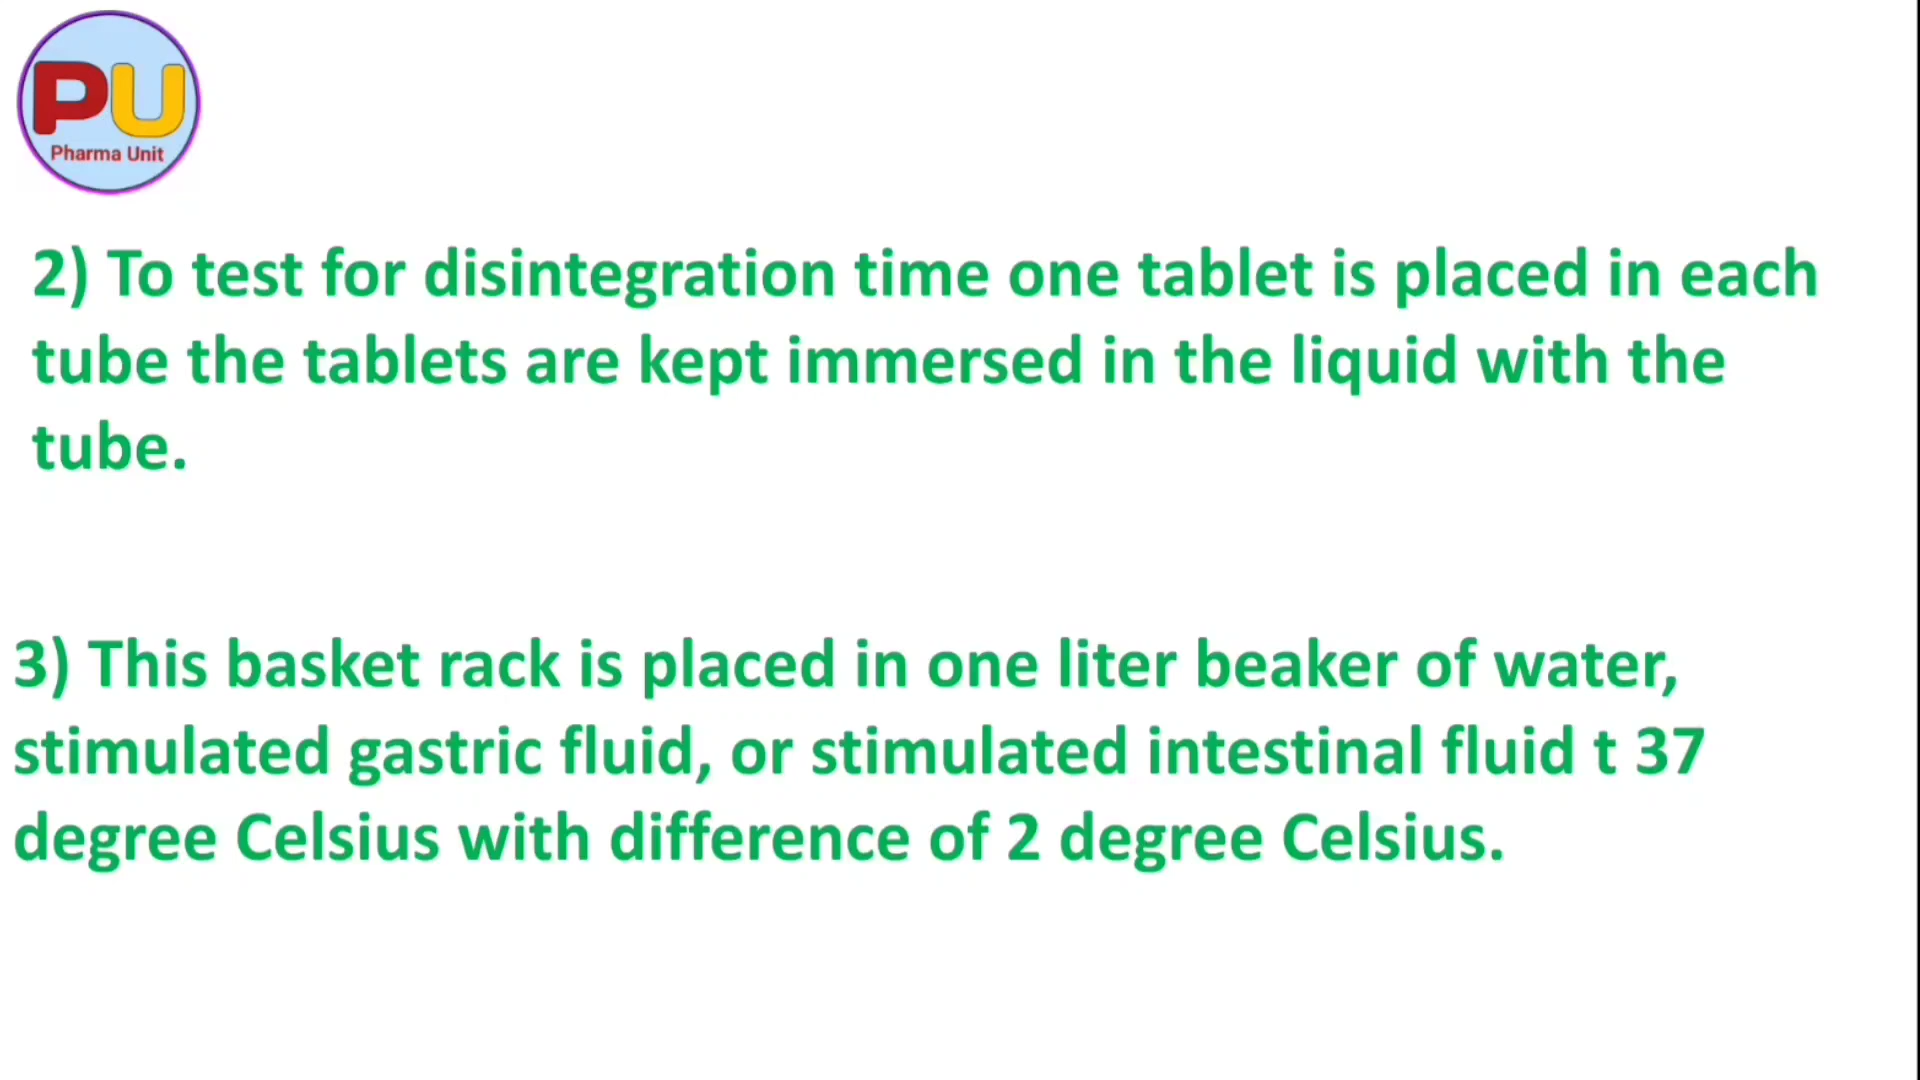 PU
Pharma Unit
2) To test for disintegration time one tablet is placed in each
tube the tablets are kept immersed in the liquid with the
tube.
3) This basket rack is placed in one liter beaker of water,
stimulated gastric fluid, or stimulated intestinal fluid t 37
degree Celsius with difference of 2 degree Celsius.